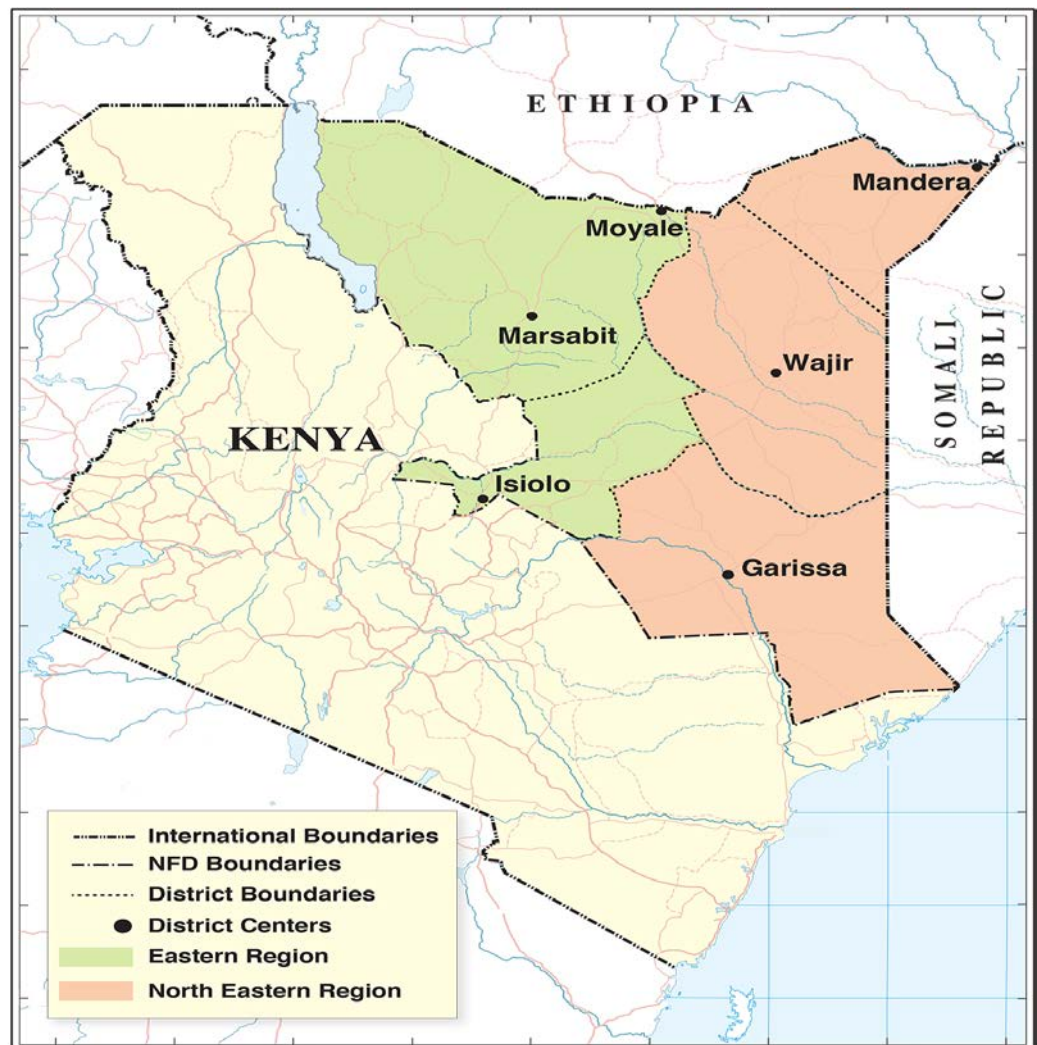 ETHIOPIA
Mandera
Moyale
Marsabit
Wajir
SOMALI
REPUBLIC
KENYA
Isiolo
Garissa
International Boundaries
NFD Boundaries
District Boundaries
District Centers
Eastern Region
North Eastern Region